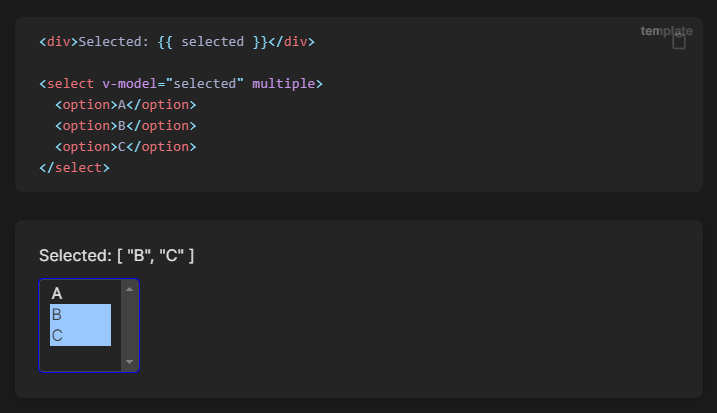 template
<div>Selected: {{ selected }}</div>
<select v-model="selected" multiple>
  <option>A</option>
  <option>B</option>
  <option>C</option>
</select>
Selected: [ "B", "C" ]
A
B
C